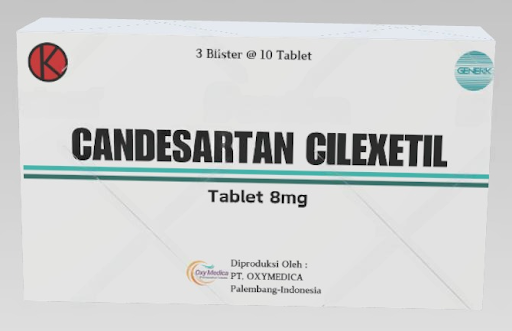 K
3 Blister @ 10 Tablet
GENERIK
CANDESARTAN CILEXETIL
Tablet 8mg
Oxy Medica
Diproduksi Oleh :
PT. OXYMEDICA
Palembang-Indonesia